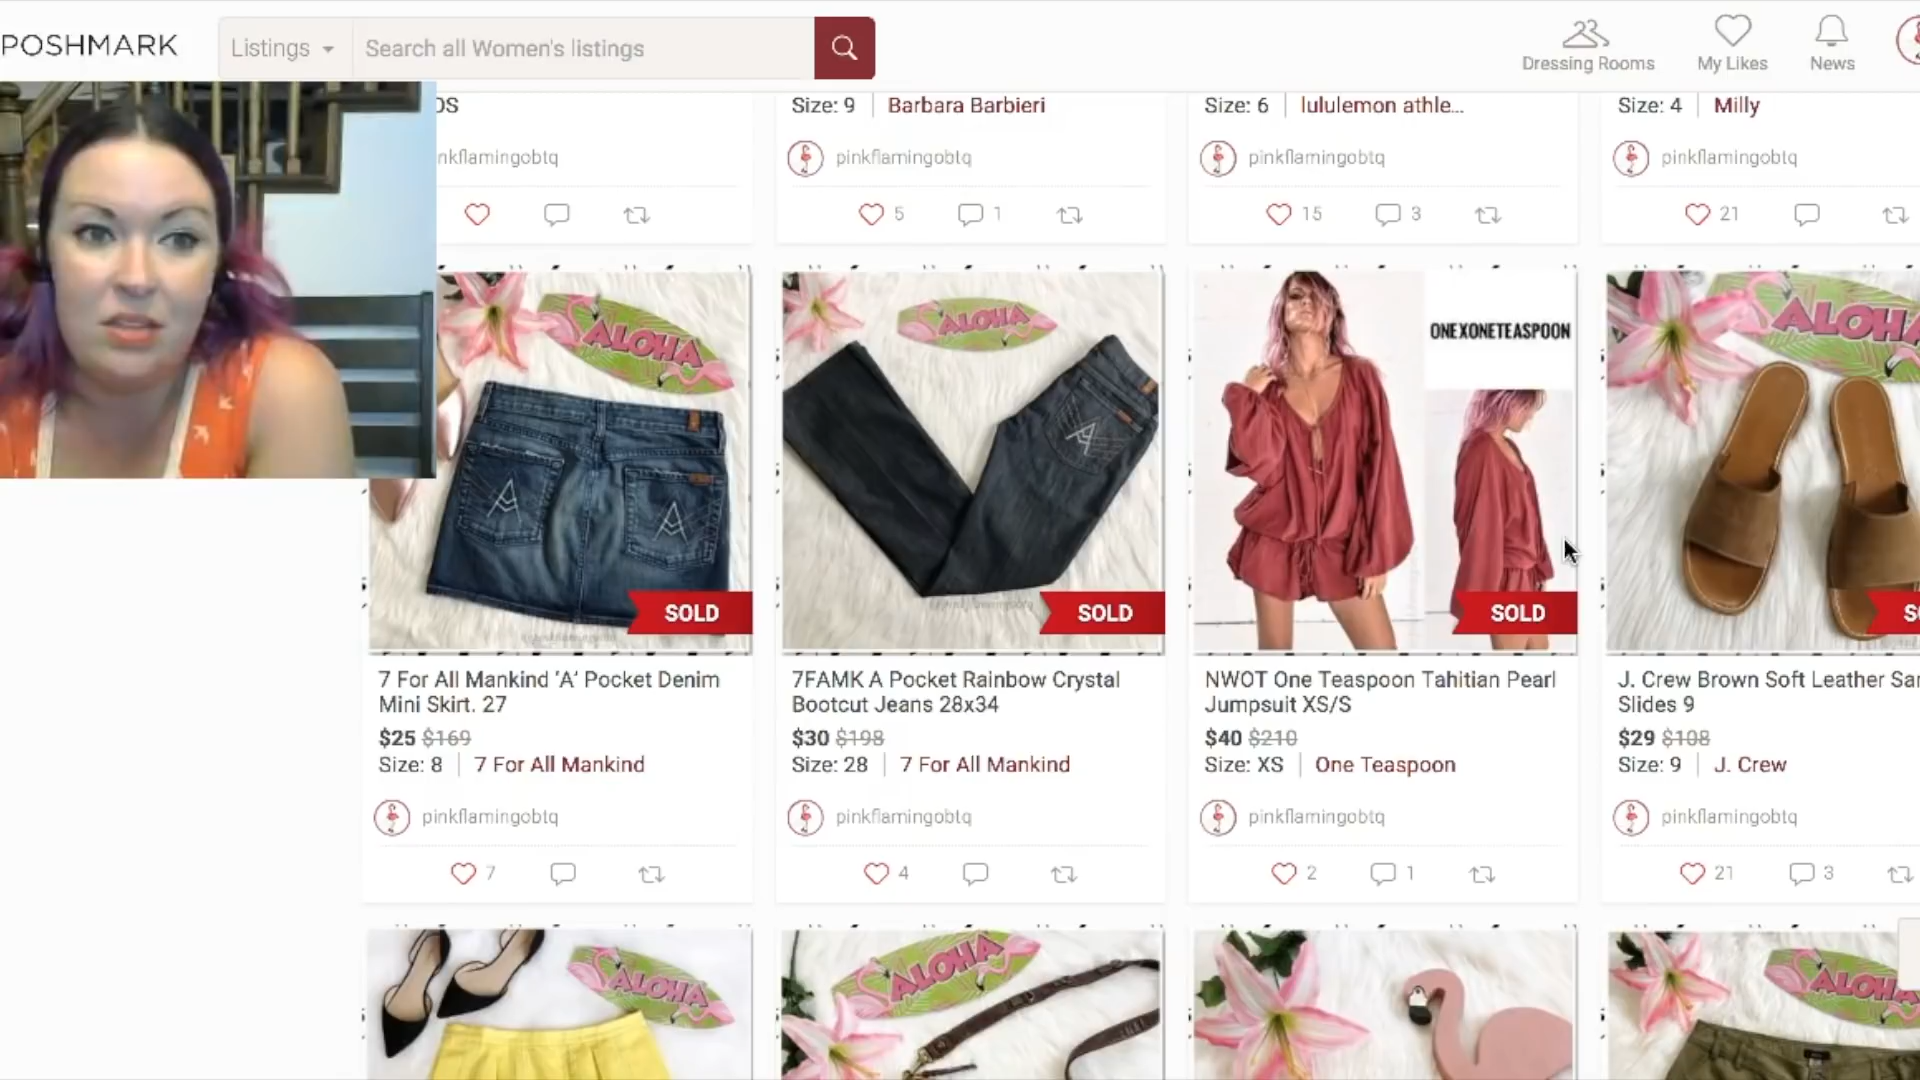 POSHMARK
Listings
Search all Women's listings
Dressing Rooms
My Likes
News
OS
Size: 9
Barbara Barbieri
Size: 6
lululemon athle...
Size: 4
Milly
nkflamingobtq
pinkflamingobtq
pinkflamingobtq
pinkflamingobtq
5
1
15
3
21
ALOHA
ALOHA
ONEXONETEASPOON
ALOHA
A
A
A
SOLD
SOLD
SOLD
SO
7 For All Mankind ‘A’ Pocket Denim
Mini Skirt. 27
$25 $169
Size: 8
7 For All Mankind
pinkflamingobtq
7
7FAMK A Pocket Rainbow Crystal
Bootcut Jeans 28x34
$30 $198
Size: 28
7 For All Mankind
pinkflamingobtq
4
NWOT One Teaspoon Tahitian Pearl
Jumpsuit XS/S
$40 $210
Size: XS
One Teaspoon
pinkflamingobtq
2
1
J. Crew Brown Soft Leather Sar
Slides 9
$29 $108
Size: 9
J. Crew
pinkflamingobtq
21
3
ALOHA
ALOHA
ALOHA